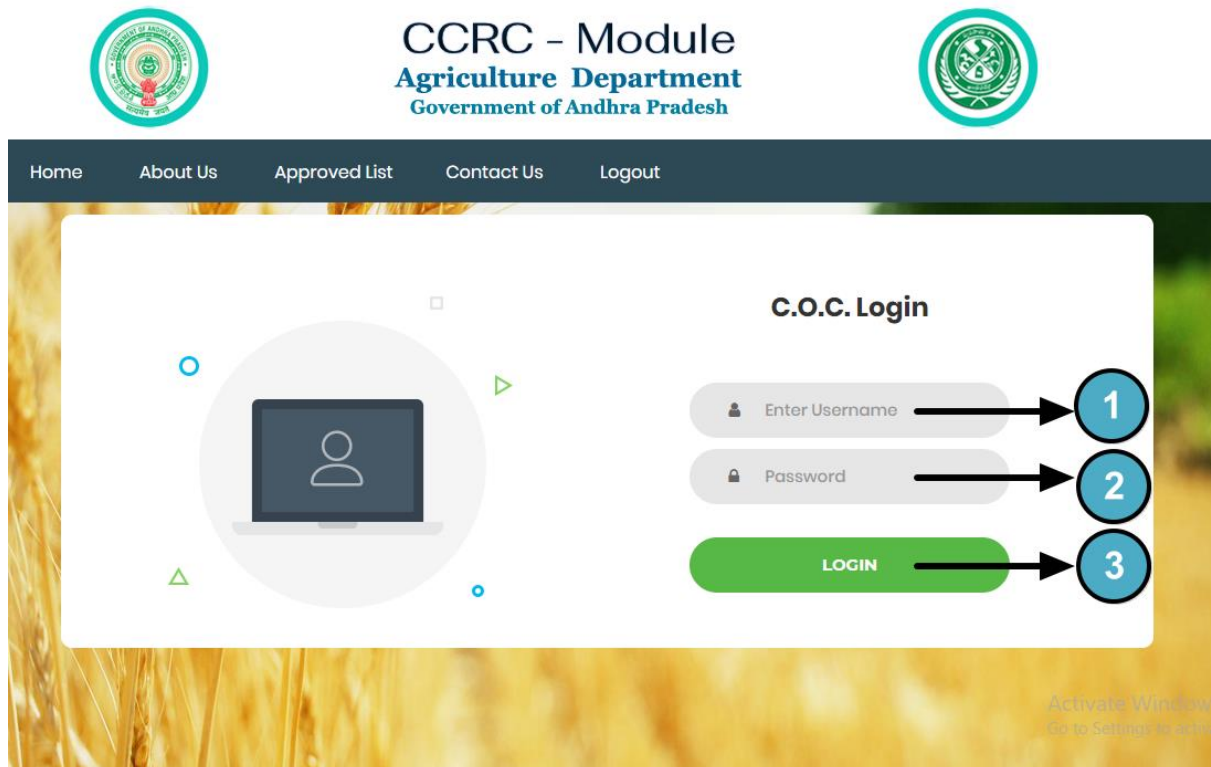 CCRC - Module
Agriculture Department
Government of Andhra Pradesh
Home About Us Approved List Contact Us Logout
C.O.C. Login
Enter Username 1
Password 2
LOGIN 3
Activate Window
Go to Settings to